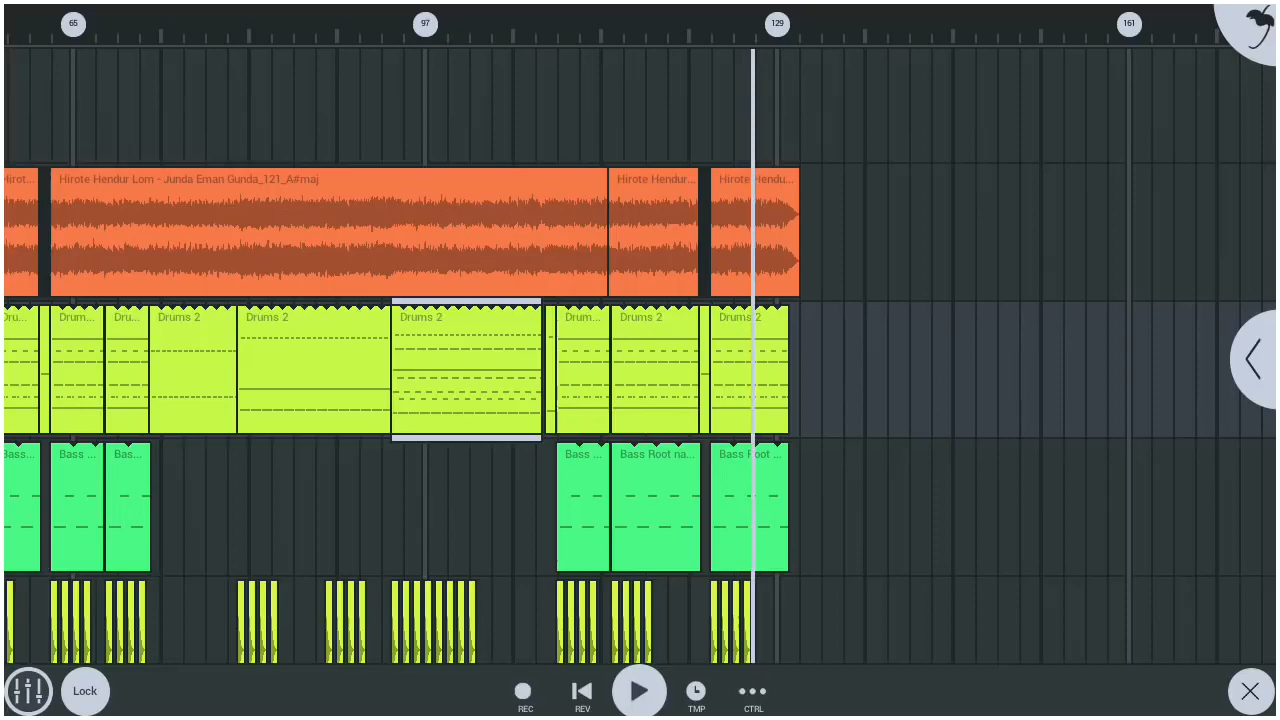 65
97
129
161
Hirot...
Hirote Hendur Lom - Junda Eman Gunda_121_A#maj
Hirote Hendur...
Hirote Hendu...
Dru...
Drum...
Dru...
Drums 2
Drums 2
Drums 2
Drum...
Drums 2
Drums 2
Bass...
Bass ...
Bas...
Bass ...
Bass Root na...
Bass Root ...
Lock
REC
REV
TMP
CTRL